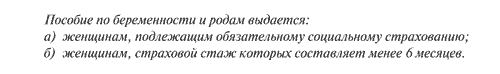 Пособие по беременности и родам выдается:
а) женщинам, подлежащим обязательному социальному страхованию;
б) женщинам, страховой стаж которых составляет менее 6 месяцев.